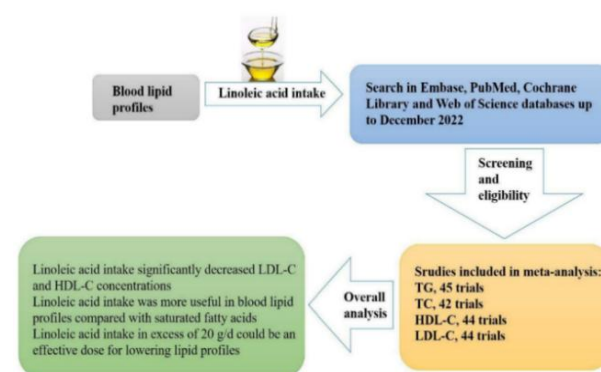 Blood lipid
profiles
Linoleic acid intake
Search in Embase, PubMed, Cochrane
Library and Web of Science databases up
to December 2022
Screening
and
eligibility
Srudies included in meta-analysis:
TG, 45 trials
TC, 42 trials
HDL-C, 44 trials
LDL-C, 44 trials
Overall
analysis
Linoleic acid intake significantly decreased LDL-C
and HDL-C concentrations
Linoleic acid intake was more useful in blood lipid
profiles compared with saturated fatty acids
Linoleic acid intake in excess of 20 g/d could be an
effective dose for lowering lipid profiles